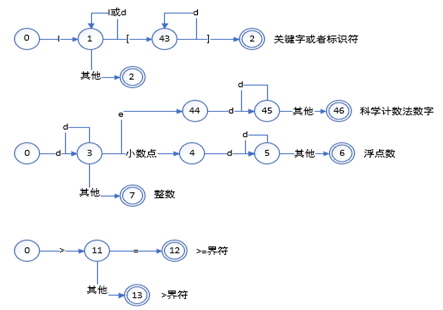 l或d
d
0 l 1 [ 43 ] 2 关键字或者标识符
其他 2
d
44 d 45 其他 46 科学计数法数字
d e d
0 d 3 小数点 4 d 5 其他 6 浮点数
其他 7 整数
0 > 11 = 12 >=界符
其他 13 >界符